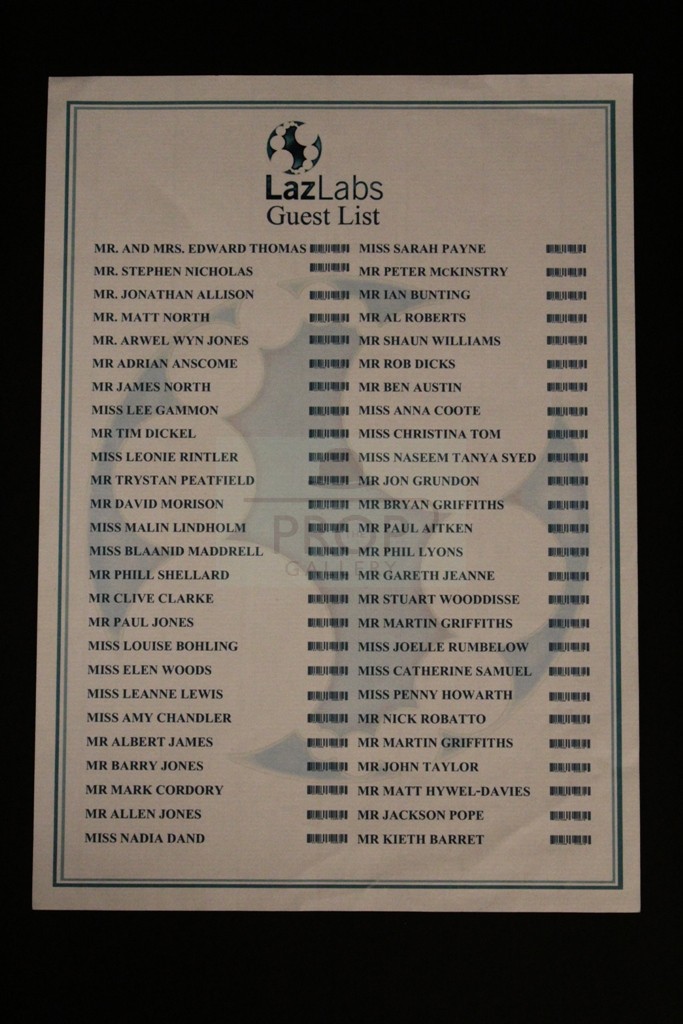 LazLabs
Guest List
MR. AND MRS. EDWARD THOMAS
MR. STEPHEN NICHOLAS
MR. JONATHAN ALLISON
MR. MATT NORTH
MR. ARWEL WYN JONES
MR ADRIAN ANSCOME
MR JAMES NORTH
MISS LEE GAMMON
MR TIM DICKEL
MISS LEONIE RINTLER
MR TRYSTAN PEATFIELD
MR DAVID MORISON
MISS MALIN LINDHOLM
MISS BLAANID MADDRELL
MR PHILL SHELLARD
MR CLIVE CLARKE
MR PAUL JONES
MISS LOUISE BOHLING
MISS ELEN WOODS
MISS LEANNE LEWIS
MISS AMY CHANDLER
MR ALBERT JAMES
MR BARRY JONES
MR MARK CORDORY
MR ALLEN JONES
MISS NADIA DAND
MISS SARAH PAYNE
MR PETER McKINSTRY
MR IAN BUNTING
MR AL ROBERTS
MR SHAUN WILLIAMS
MR ROB DICKS
MR BEN AUSTIN
MISS ANNA COOTE
MISS CHRISTINA TOM
MISS NASEEM TANYA SYED
MR JON GRUNDON
MR BRYAN GRIFFITHS
MR PAUL AITKEN
MR PHIL LYONS
MR GARETH JEANNE
MR STUART WOODDISSE
MR MARTIN GRIFFITHS
MISS JOELLE RUMBELOW
MISS CATHERINE SAMUEL
MISS PENNY HOWARTH
MR NICK ROBATTO
MR MARTIN GRIFFITHS
MR JOHN TAYLOR
MR MATT HYWEL-DAVIES
MR JACKSON POPE
MR KIETH BARRET
PROP
GALLERY